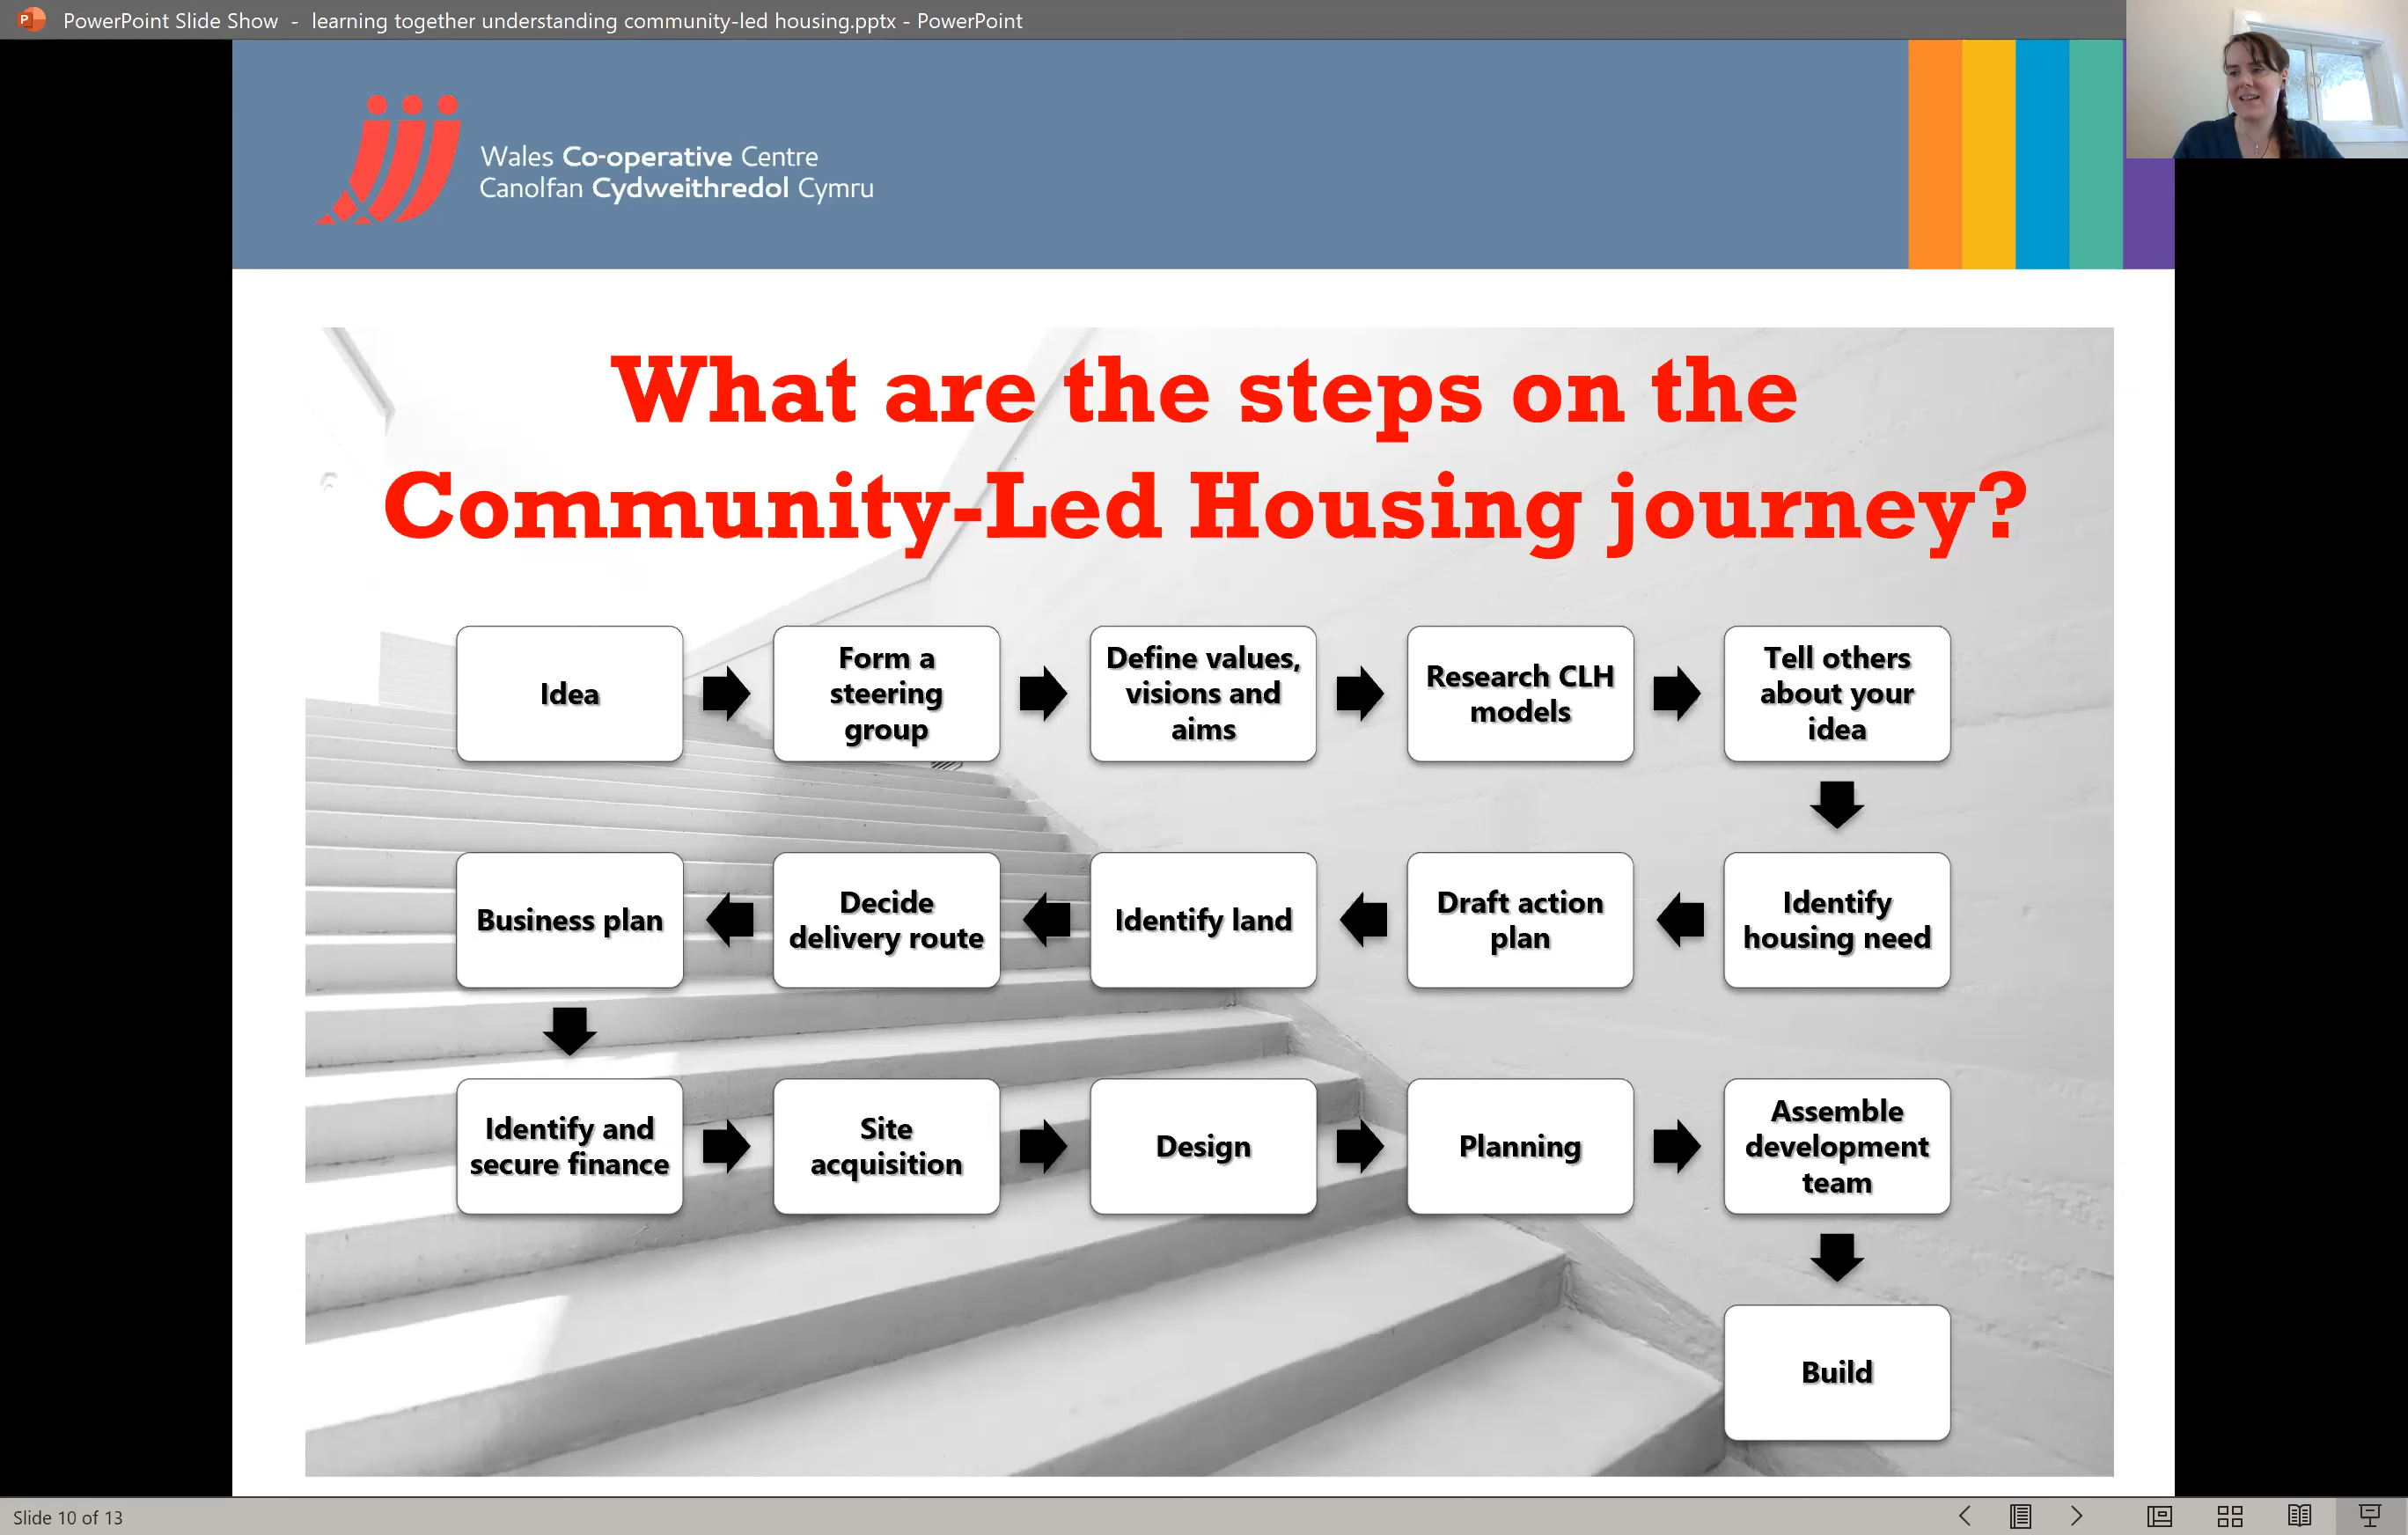 PowerPoint Slide Show - learning together understanding community-led housing.pptx - PowerPoint
Wales Co-operative Centre
Canolfan Cydweithredol Cymru
What are the steps on the
Community-Led Housing journey?
Idea
Form a
steering
group
Define values,
visions and
aims
Research CLH
models
Tell others
about your
idea
Identify
housing need
Draft action
plan
Identify land
Decide
delivery route
Business plan
Identify and
secure finance
Site
acquisition
Design
Planning
Assemble
development
team
Build
Slide 10 of 13